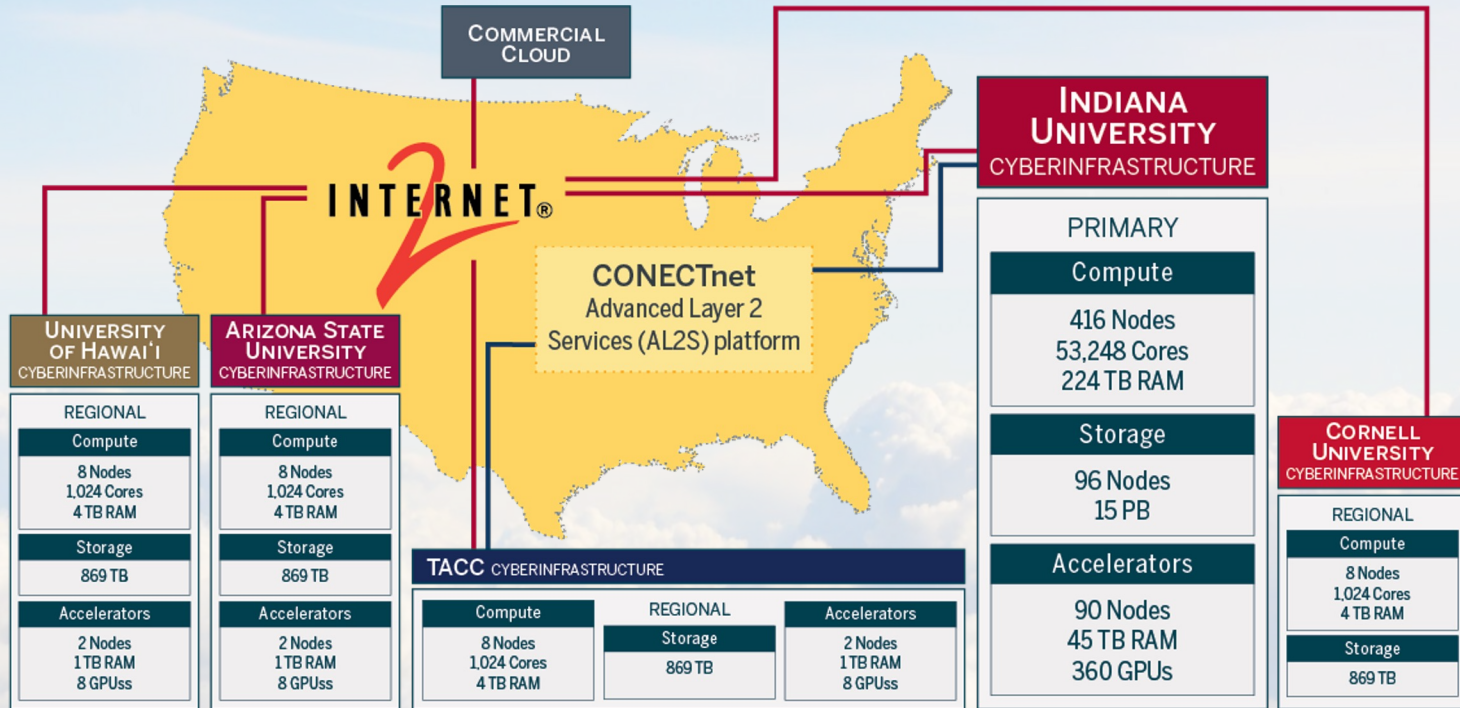 COMMERCIAL
CLOUD
INTERNET®
2
CONECTnet
Advanced Layer 2
Services (AL2S) platform
UNIVERSITY
OF HAWAI‘I
CYBERINFRASTRUCTURE
REGIONAL
Compute
8 Nodes
1,024 Cores
4 TB RAM
Storage
869 TB
Accelerators
2 Nodes
1 TB RAM
8 GPUss
ARIZONA STATE
UNIVERSITY
CYBERINFRASTRUCTURE
REGIONAL
Compute
8 Nodes
1,024 Cores
4 TB RAM
Storage
869 TB
Accelerators
2 Nodes
1 TB RAM
8 GPUss
TACC CYBERINFRASTRUCTURE
REGIONAL
Compute
8 Nodes
1,024 Cores
4 TB RAM
Storage
869 TB
Accelerators
2 Nodes
1 TB RAM
8 GPUss
INDIANA
UNIVERSITY
CYBERINFRASTRUCTURE
PRIMARY
Compute
416 Nodes
53,248 Cores
224 TB RAM
Storage
96 Nodes
15 PB
Accelerators
90 Nodes
45 TB RAM
360 GPUs
CORNELL
UNIVERSITY
CYBERINFRASTRUCTURE
REGIONAL
Compute
8 Nodes
1,024 Cores
4 TB RAM
Storage
869 TB